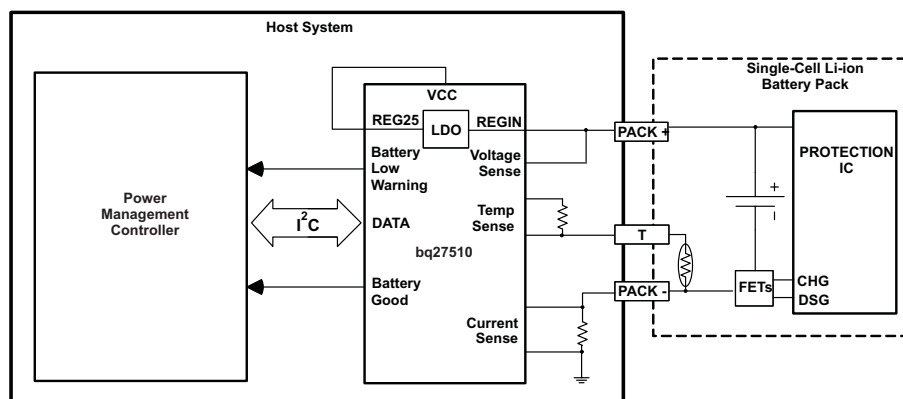 Host System
Single-Cell Li-ion
Battery Pack
VCC
REG25
LDO
REGIN
PACK +
PROTECTION
IC
Battery
Low
Warning
Voltage
Sense
+
−
Power
Management
Controller
I2C
DATA
Temp
Sense
T
bq27510
Battery
Good
PACK -
FETs
CHG
DSG
Current
Sense